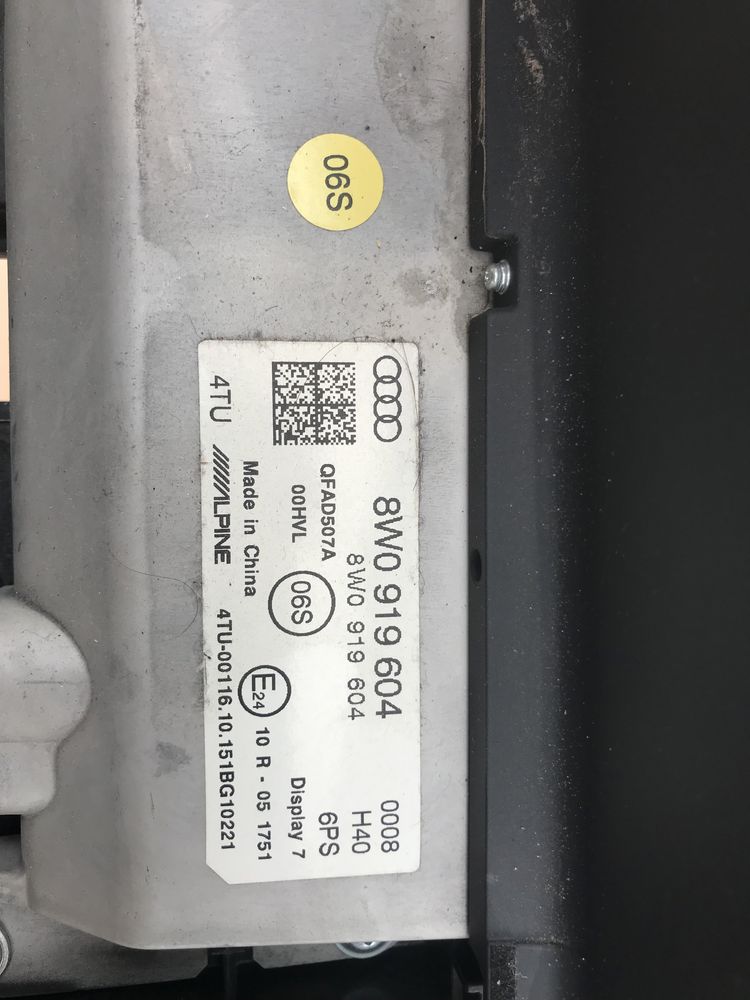 06S
8W0 919 604
0008
8W0 919 604
H40
QFAD507A
6PS
00HVL
06S
Display 7
Made in China
E24
10 R - 05 1751
4TU
ALPINE
4TU-00116.10.151BG10221